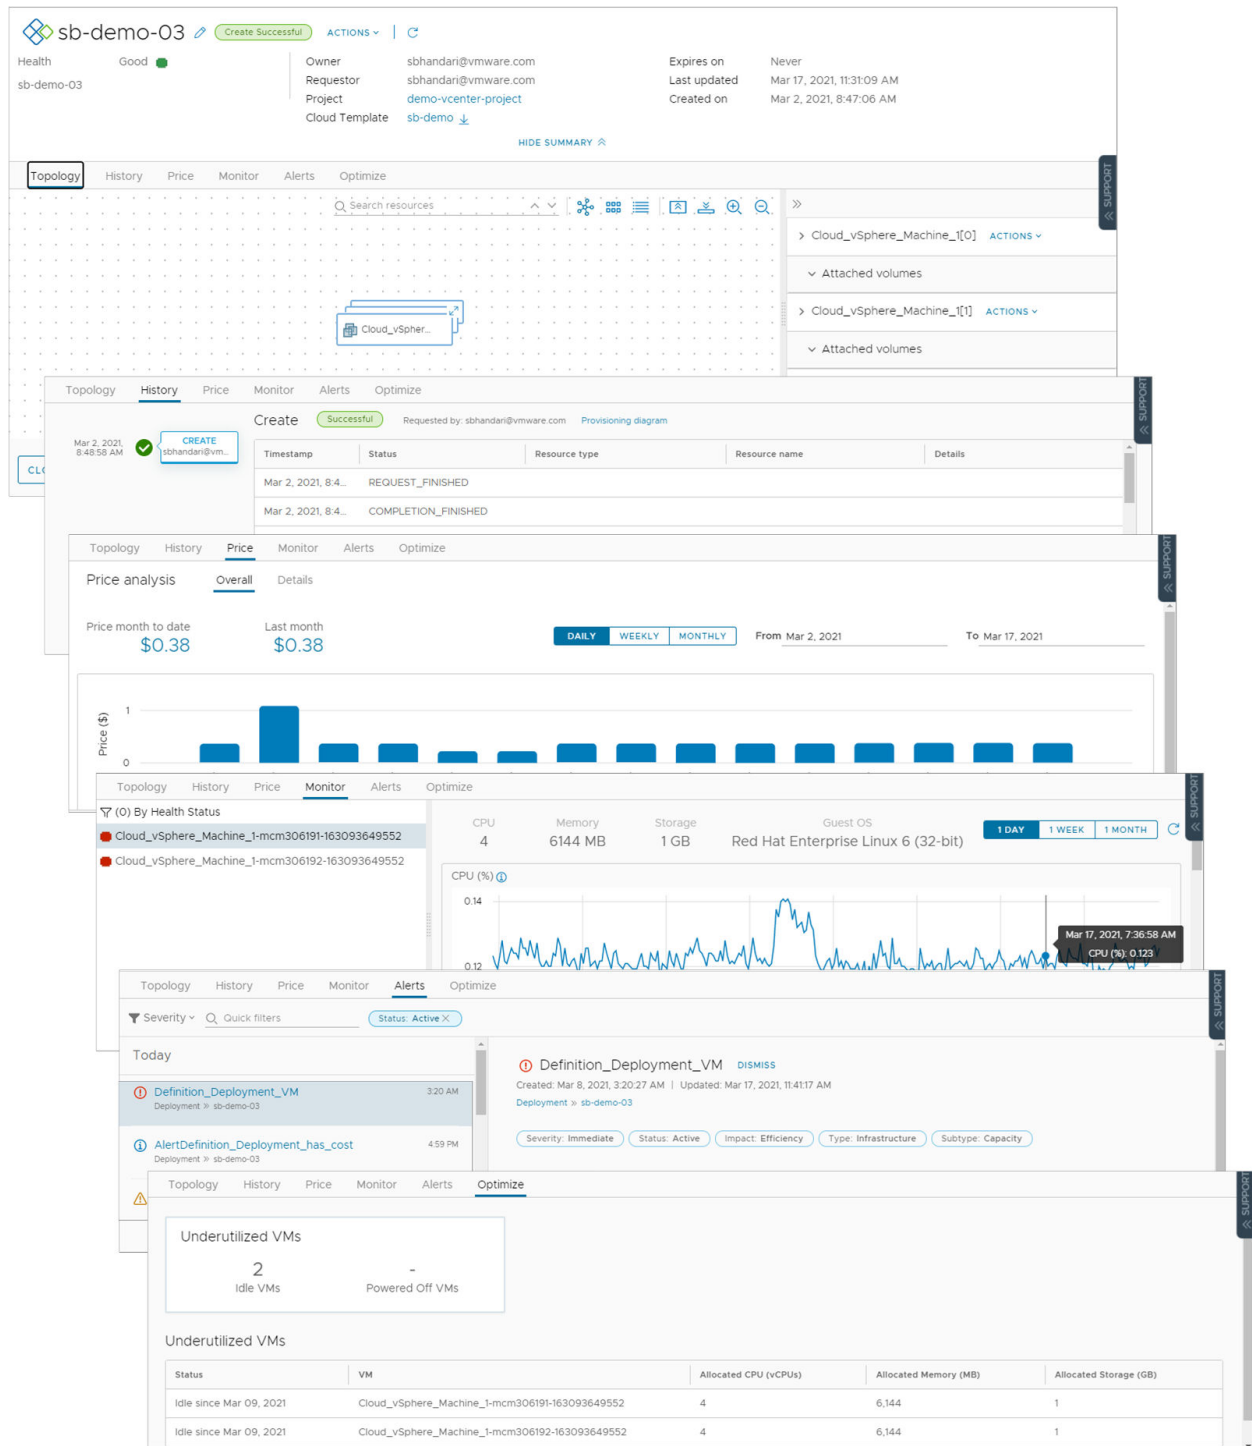 sb-demo-03 Create Successful ACTIONS
Health Good Owner sbhandari@vmware.com Expires on Never
sb-demo-03 Requestor sbhandari@vmware.com Last updated Mar 17, 2021, 11:31:09 AM
Project demo-vcenter-project Created on Mar 2, 2021, 8:47:06 AM
Cloud Template sb-demo
HIDE SUMMARY
SUPPORT
Topology History Price Monitor Alerts Optimize
Search resources
Cloud_vSphere_Machine_1[0] ACTIONS
Attached volumes
Cloud_vSphere_Machine_1[1] ACTIONS
Cloud_vSpher...
Attached volumes
SUPPORT
Topology History Price Monitor Alerts Optimize
Create Successful Requested by: sbhandari@vmware.com Provisioning diagram
Mar 2, 2021, 8:48:58 AM
CREATE
sbhandari@vm...
CLO
Timestamp Status Resource type Resource name Details
Mar 2, 2021, 8:4... REQUEST_FINISHED
Mar 2, 2021, 8:4... COMPLETION_FINISHED
SUPPORT
Topology History Price Monitor Alerts Optimize
Price analysis Overall Details
Price month to date Last month
$0.38 $0.38
DAILY WEEKLY MONTHLY From Mar 2, 2021 To Mar 17, 2021
Price ($)
1
0
SUPPORT
Topology History Price Monitor Alerts Optimize
(0) By Health Status
Cloud_vSphere_Machine_1-mcm306191-163093649552
Cloud_vSphere_Machine_1-mcm306192-163093649552
CPU Memory Storage Guest OS
4 6144 MB 1 GB Red Hat Enterprise Linux 6 (32-bit)
1 DAY 1 WEEK 1 MONTH
CPU (%)
0.14
Mar 17, 2021, 7:36:58 AM
CPU (%): 0.123
0.12
SUPPORT
Topology History Price Monitor Alerts Optimize
Severity Quick filters Status: Active
Today
Definition_Deployment_VM 3:20 AM
Deployment » sb-demo-03
AlertDefinition_Deployment_has_cost 4:59 PM
Deployment » sb-demo-03
Definition_Deployment_VM DISMISS
Created: Mar 8, 2021, 3:20:27 AM | Updated: Mar 17, 2021, 11:41:17 AM
Deployment » sb-demo-03
Severity: Immediate Status: Active Impact: Efficiency Type: Infrastructure Subtype: Capacity
SUPPORT
Topology History Price Monitor Alerts Optimize
Underutilized VMs
2 -
Idle VMs Powered Off VMs
Underutilized VMs
Status VM Allocated CPU (vCPUs) Allocated Memory (MB) Allocated Storage (GB)
Idle since Mar 09, 2021 Cloud_vSphere_Machine_1-mcm306191-163093649552 4 6,144 1
Idle since Mar 09, 2021 Cloud_vSphere_Machine_1-mcm306192-163093649552 4 6,144 1